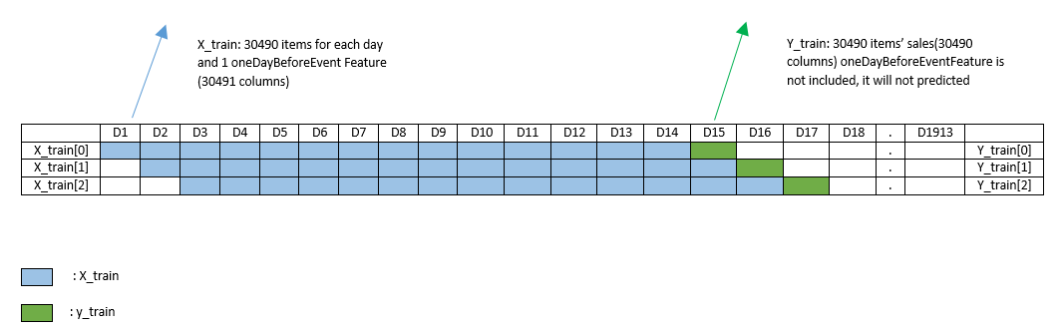 X_train: 30490 items for each day
and 1 oneDayBeforeEvent Feature
(30491 columns)
Y_train: 30490 items' sales(30490
columns) oneDayBeforeEventFeature is
not included, it will not predicted
D1 D2 D3 D4 D5 D6 D7 D8 D9 D10 D11 D12 D13 D14 D15 D16 D17 D18 . D1913
X_train[0] . Y_train[0]
X_train[1] . Y_train[1]
X_train[2] . Y_train[2]
: X_train
: y_train